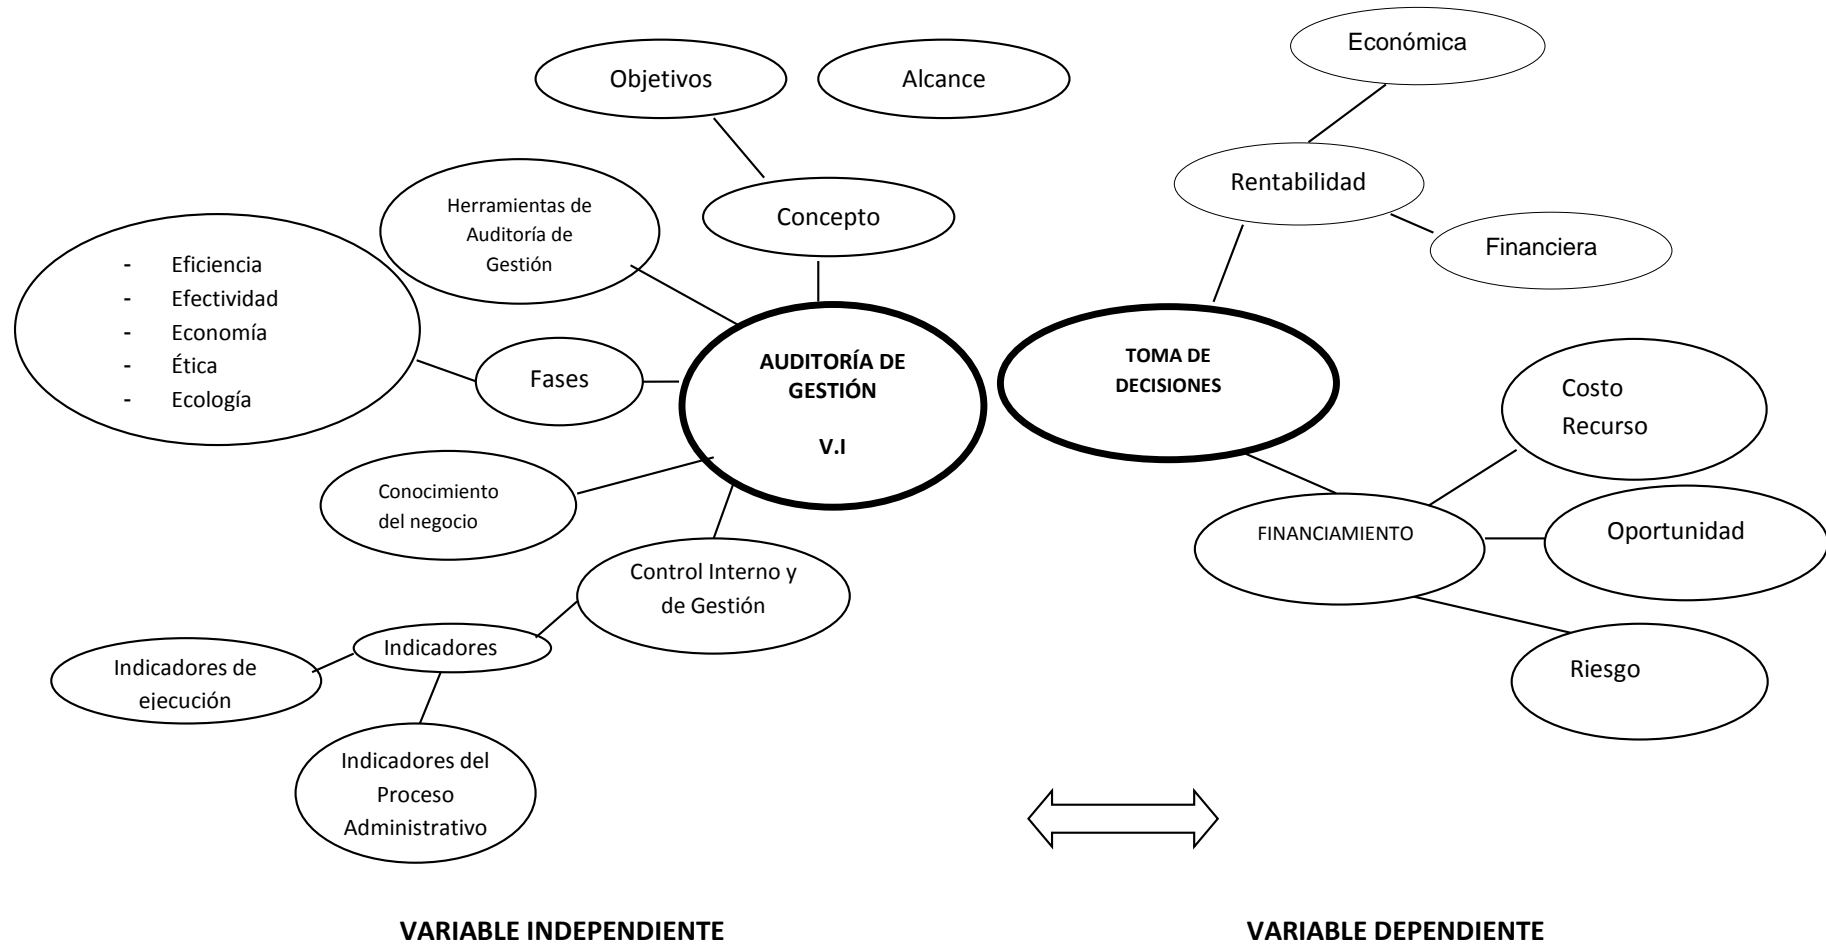 Objetivos
Alcance
Económica
Herramientas de
Auditoría de
Gestión
Concepto
Rentabilidad
Financiera
- Eficiencia
- Efectividad
- Economía
- Ética
- Ecología
Fases
AUDITORÍA DE
GESTIÓN
V.I
TOMA DE
DECISIONES
Costo
Recurso
Conocimiento
del negocio
FINANCIAMIENTO
Oportunidad
Control Interno y
de Gestión
Indicadores
Indicadores de
ejecución
Riesgo
Indicadores del
Proceso
Administrativo
VARIABLE INDEPENDIENTE
VARIABLE DEPENDIENTE